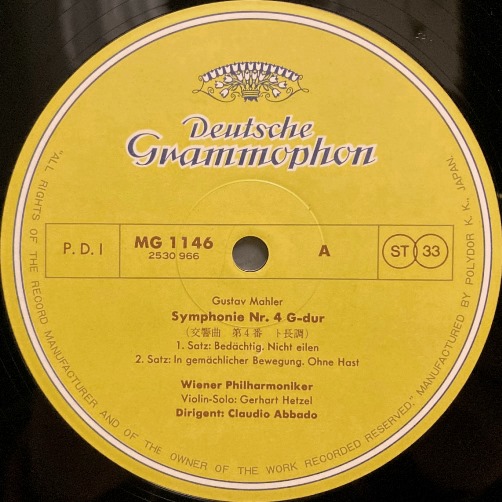 Deutsche
Grammophon
P.D.I
MG 1146
2530 966
A
ST 33
Gustav Mahler
Symphonie Nr. 4 G-dur
(交響曲 第4番 ト長調)
1. Satz: Bedächtig. Nicht eilen
2. Satz: In gemächlicher Bewegung. Ohne Hast
Wiener Philharmoniker
Violin-Solo: Gerhart Hetzel
Dirigent: Claudio Abbado
"ALL RIGHTS OF THE RECORD MANUFACTURER AND OF THE OWNER OF THE WORK RECORDED RESERVED." MANUFACTURED BY POLYDOR K. K., JAPAN.